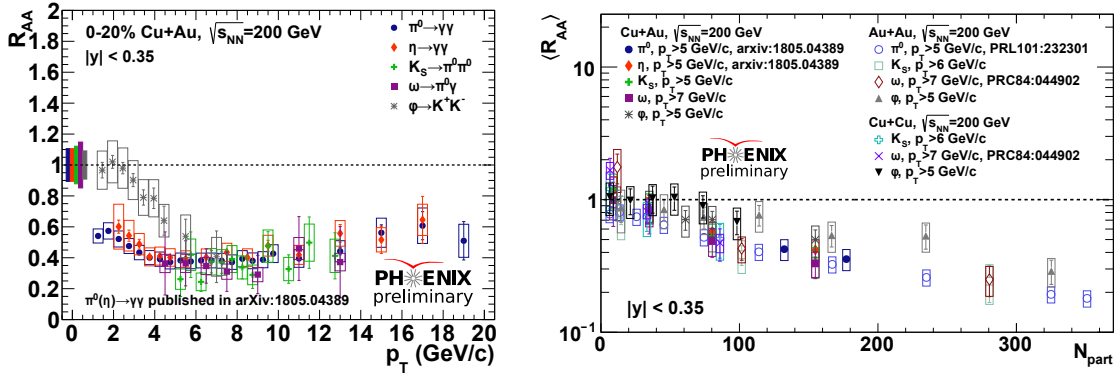 R_AA
2
1.8
1.6
1.4
1.2
1
0.8
0.6
0.4
0.2
0
0-20% Cu+Au, √s_NN=200 GeV
|y| < 0.35
π⁰→γγ
η→γγ
K_S→π⁰π⁰
ω→π⁰γ
φ→K⁺K⁻
PHENIX
preliminary
π⁰(η)→γγ published in arXiv:1805.04389
0 2 4 6 8 10 12 14 16 18 20
p_T (GeV/c)
⟨R_AA⟩
10
1
10⁻¹
Cu+Au, √s_NN=200 GeV
π⁰, p_T>5 GeV/c, arxiv:1805.04389
η, p_T>5 GeV/c, arxiv:1805.04389
K_S, p_T>5 GeV/c
ω, p_T>7 GeV/c
φ, p_T>5 GeV/c
Au+Au, √s_NN=200 GeV
π⁰, p_T>5 GeV/c, PRL101:232301
K_S, p_T>6 GeV/c
ω, p_T>7 GeV/c, PRC84:044902
φ, p_T>5 GeV/c
Cu+Cu, √s_NN=200 GeV
K_S, p_T>6 GeV/c
ω, p_T>7 GeV/c, PRC84:044902
φ, p_T>5 GeV/c
PHENIX
preliminary
|y| < 0.35
0 100 200 300
N_part